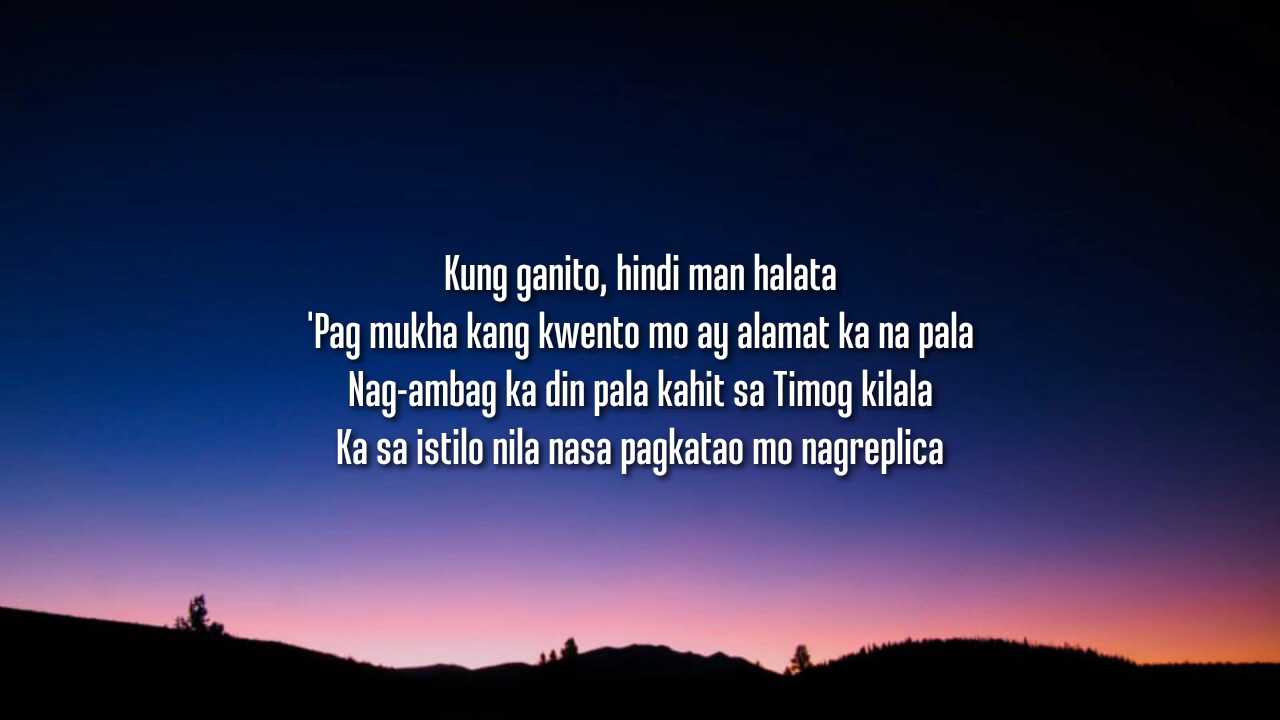 Kung ganito, hindi man halata
'Pag mukha kang kwento mo ay alamat ka na pala
Nag-ambag ka din pala kahit sa Timog kilala
Ka sa istilo nila nasa pagkatao mo nagreplica